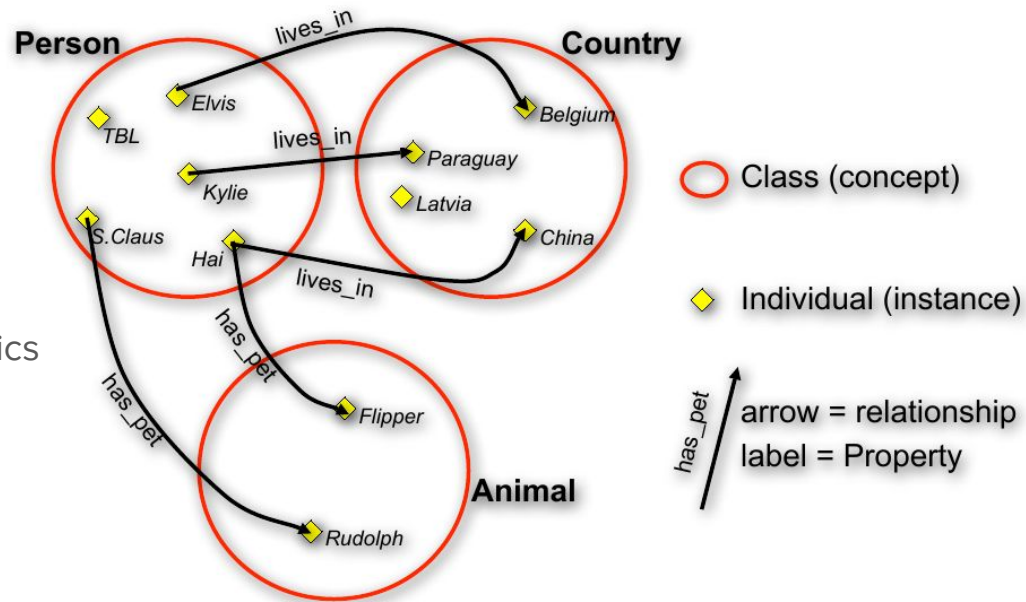 lives_in
Person
Country
Elvis
TBL
Belgium
lives_in
Paraguay
Kylie
Latvia
S.Claus
Hai
China
lives_in
has_pet
has_pet
ics
Flipper
Animal
Rudolph
Class (concept)
Individual (instance)
has_pet
arrow = relationship
label = Property